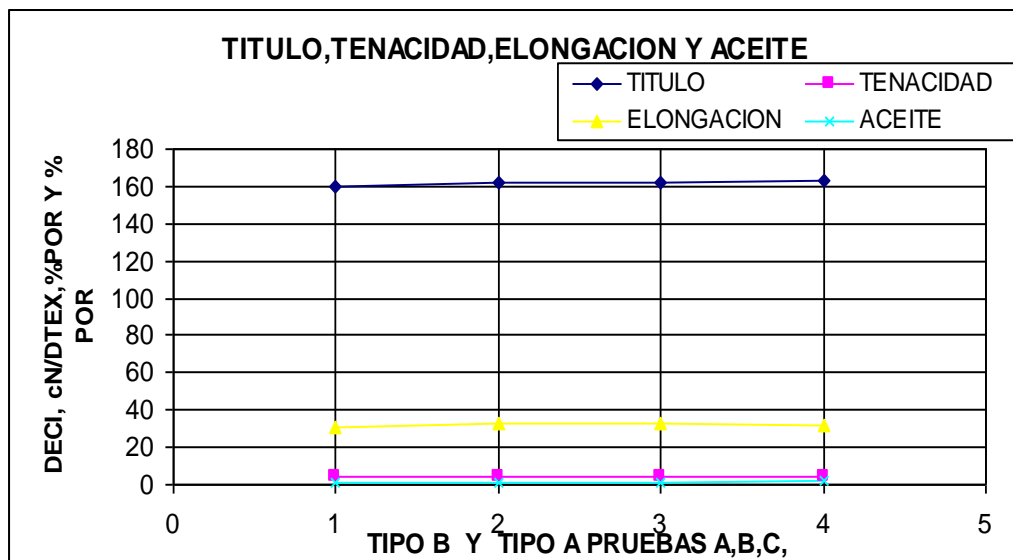 TITULO,TENACIDAD,ELONGACION Y ACEITE
TITULO
TENACIDAD
ELONGACION
ACEITE
DECI, cN/DTEX,%POR Y %
POR
180
160
140
120
100
80
60
40
20
0
0 1 2 3 4 5
TIPO B Y TIPO A PRUEBAS A,B,C,